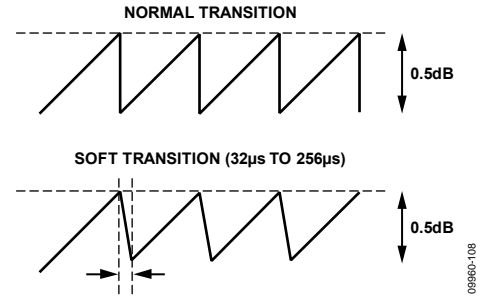 NORMAL TRANSITION
0.5dB
SOFT TRANSITION (32µs TO 256µs)
0.5dB
09960-108